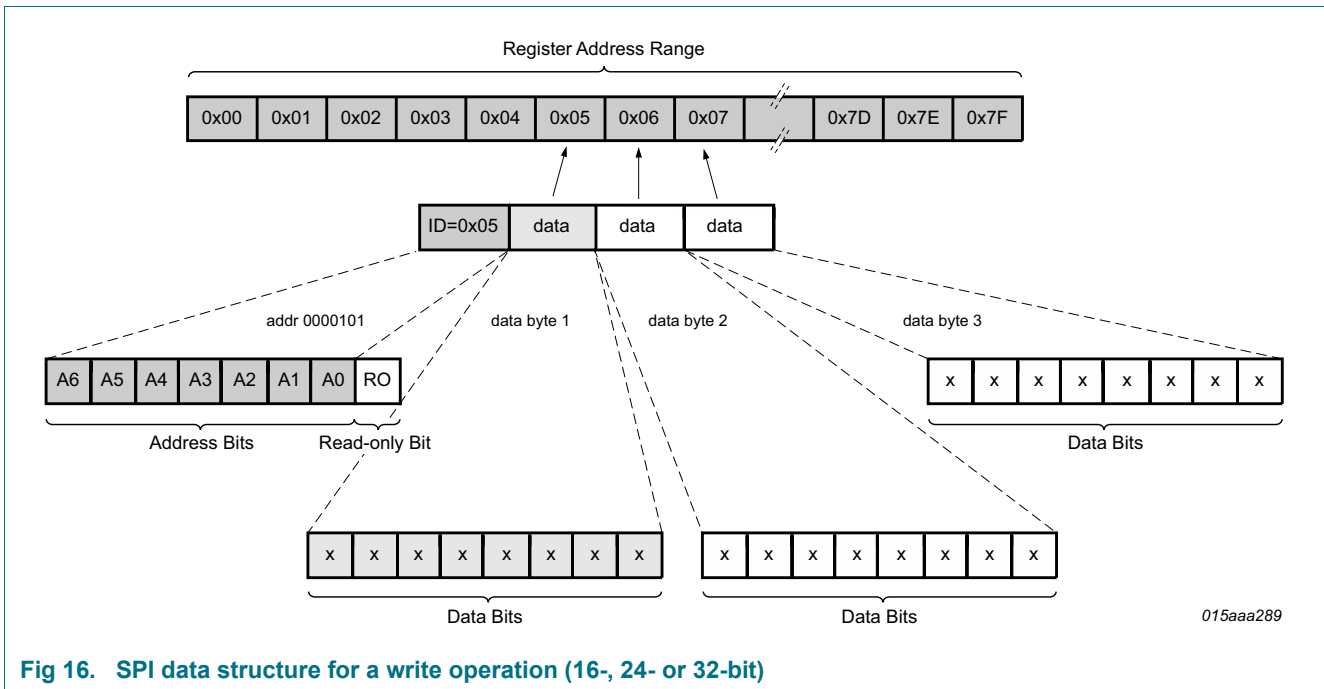 Register Address Range
0x00 0x01 0x02 0x03 0x04 0x05 0x06 0x07 0x7D 0x7E 0x7F
ID=0x05 data data data
addr 0000101 data byte 1 data byte 2 data byte 3
A6 A5 A4 A3 A2 A1 A0 RO x x x x x x x x
Address Bits Read-only Bit Data Bits
x x x x x x x x x x x x x x x x
Data Bits Data Bits
015aaa289
Fig 16. SPI data structure for a write operation (16-, 24- or 32-bit)